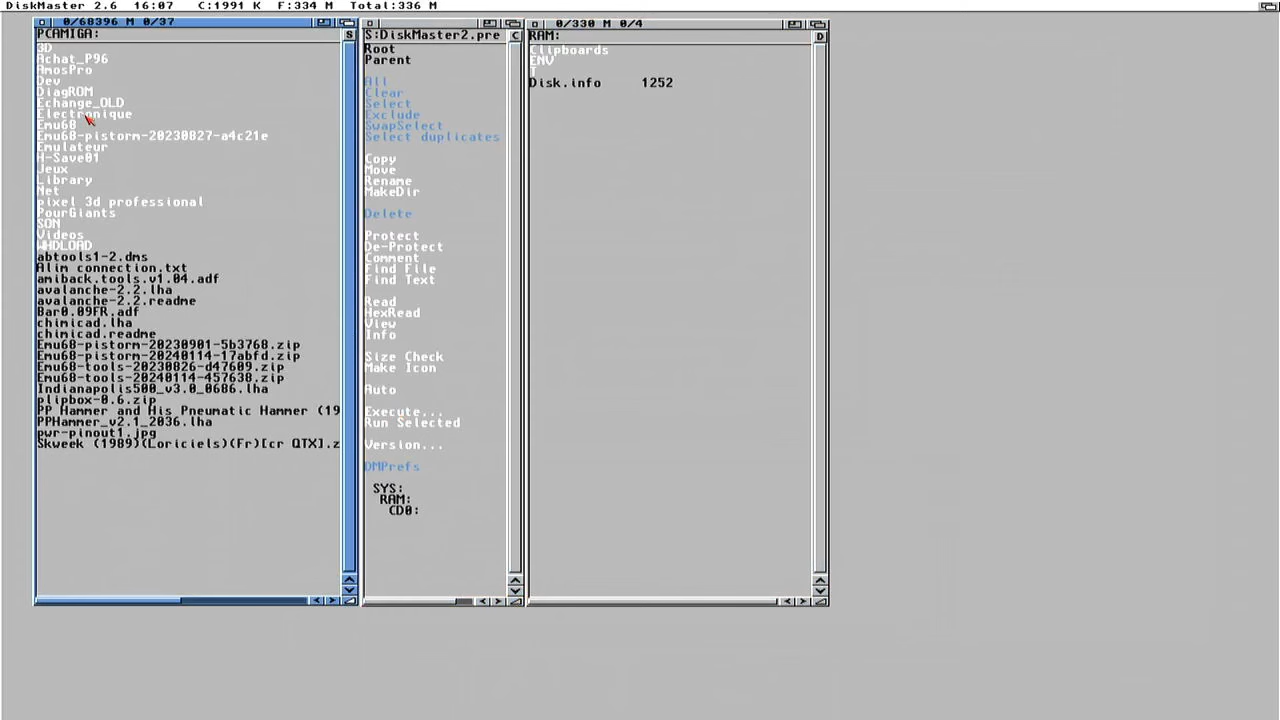 DiskMaster 2.6  16:07  C:1991 K  F:334 M  Total:336 M
0/68396 M 0/37
PCAMIGA: S
3D
Achat_P96
AmosPro
Dev
DiagROM
Echange_OLD
Electronique
Emu68
Emu68-pistorm-20230827-a4c21e
Emulateur
H-Save01
Jeux
Library
Net
pixel 3d professional
PourGiants
SON
Videos
WHDLOAD
abtools1-2.dms
Alim connection.txt
amiback.tools.v1.04.adf
avalanche-2.2.lha
avalanche-2.2.readme
Bar0.09FR.adf
chimicad.lha
chimicad.readme
Emu68-pistorm-20230901-5b3768.zip
Emu68-pistorm-20240114-17abfd.zip
Emu68-tools-20230826-d47609.zip
Emu68-tools-20240114-457638.zip
Indianapolis500_v3.0_0686.lha
plipbox-0.6.zip
PP Hammer and His Pneumatic Hammer (19
PPHammer_v2.1_2036.lha
pwr-pinout1.jpg
Skweek (1989)(Loriciels)(Fr)[cr QTX].z
S:DiskMaster2.pre C
Root
Parent
All
Clear
Select
Exclude
SwapSelect
Select duplicates
Copy
Move
Rename
MakeDir
Delete
Protect
De-Protect
Comment
Find File
Find Text
Read
HexRead
View
Info
Size Check
Make Icon
Auto
Execute...
Run Selected
Version...
DMPrefs
SYS:
RAM:
CD0:
0/330 M 0/4
RAM: D
Clipboards
ENV
T
Disk.info 1252